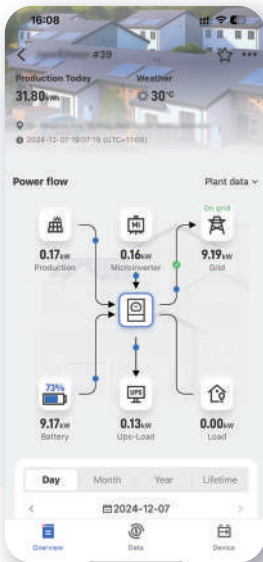 16:08
#39
Production Today
Weather
31.80kWh
30°C
2024-12-07 19:07:19 (UTC+11:00)
Power flow
Plant data
On grid
MI
0.17kW
0.16kW
9.19kW
Production
Microinverter
Grid
73%
UPS
9.17kW
0.13kW
0.00kW
Battery
Ups-Load
Load
Day
Month
Year
Lifetime
2024-12-07
Overview
Data
Device